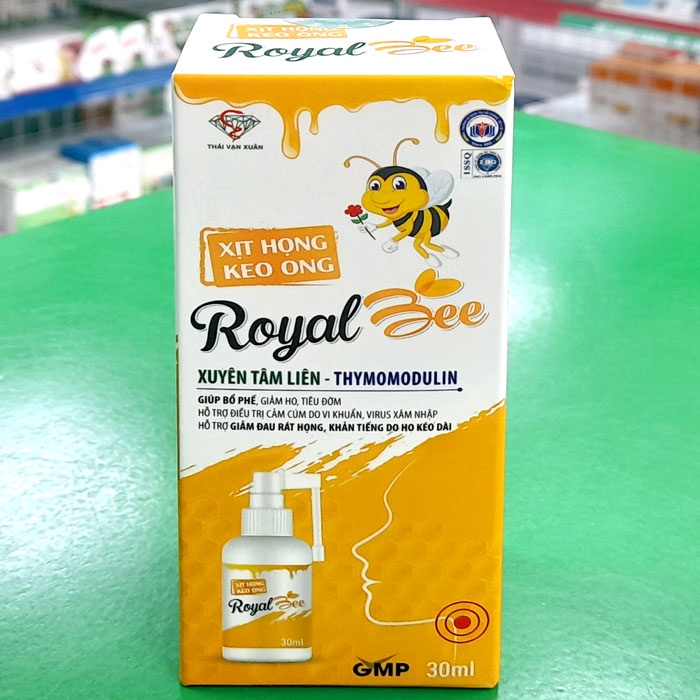 XỊT HỌNG
KEO ONG
Royal Bee
THÁI VẠN XUÂN
ISSQ
XỊT HỌNG
KEO ONG
Royal Bee
XUYÊN TÂM LIÊN - THYMOMODULIN
GIÚP BỔ PHẾ, GIẢM HO, TIÊU ĐỜM
HỖ TRỢ ĐIỀU TRỊ CẢM CÚM DO VI KHUẨN, VIRUS XÂM NHẬP
HỖ TRỢ GIẢM ĐAU RÁT HỌNG, KHẢN TIẾNG DO HO KÉO DÀI
XỊT HỌNG
KEO ONG
Royal Bee
30ml
GMP 30ml